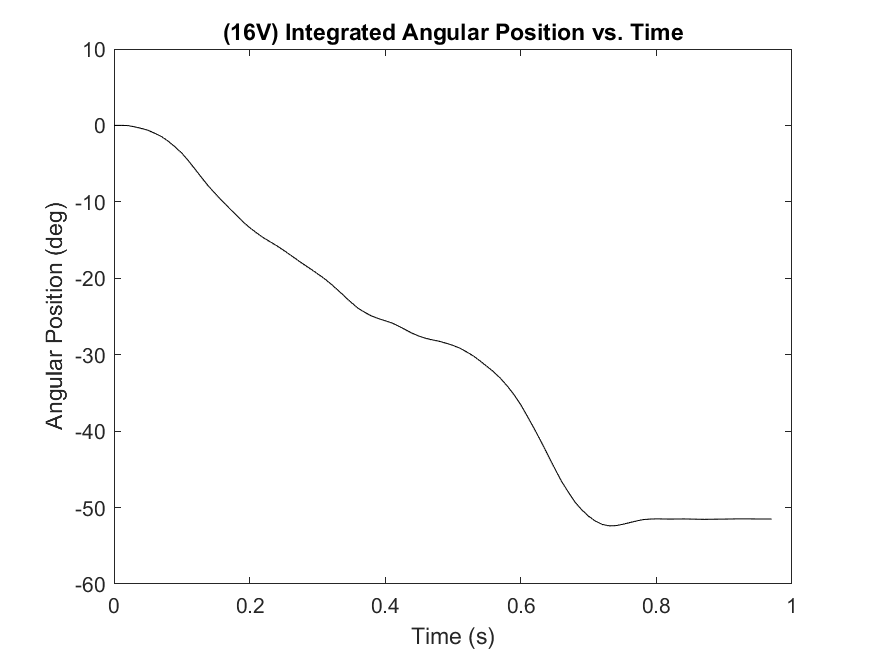 (16V) Integrated Angular Position vs. Time
10
0
-10
-20
-30
-40
-50
-60
Angular Position (deg)
0 0.2 0.4 0.6 0.8 1
Time (s)